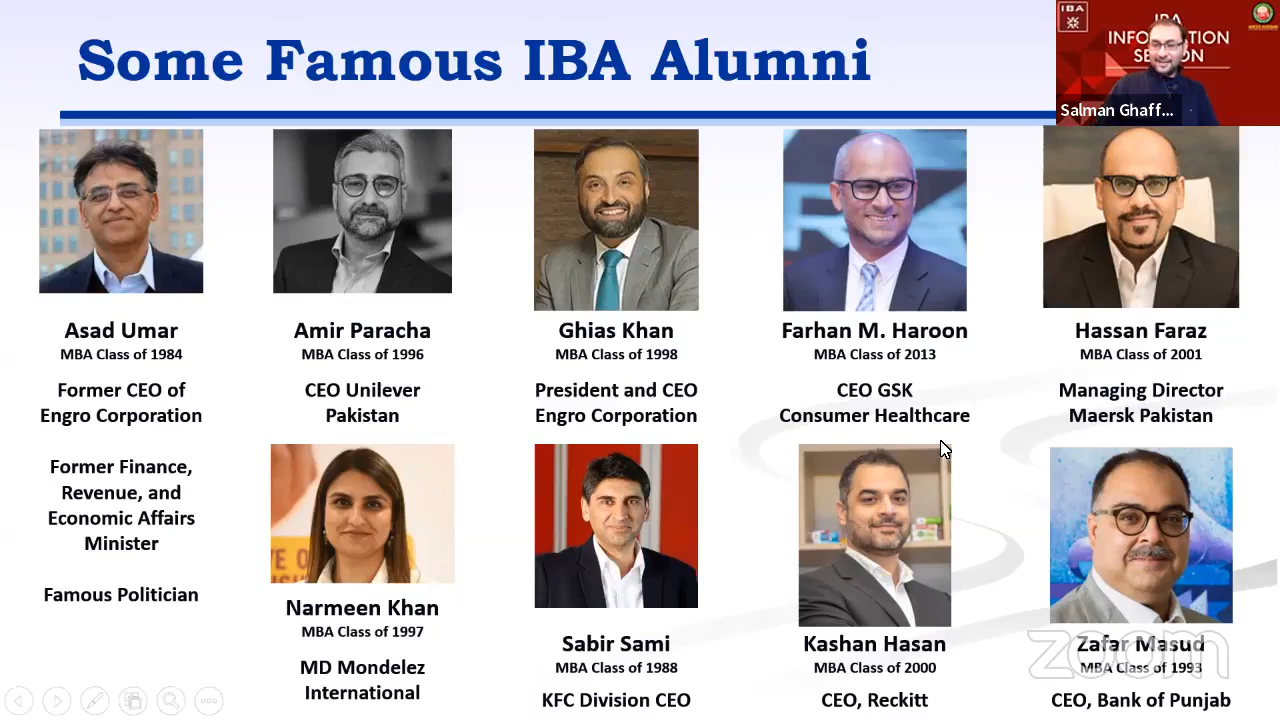 Some Famous IBA Alumni
IBA
IBA
INFORMATION
SESSION
Salman Ghaff...
Asad Umar
MBA Class of 1984
Former CEO of
Engro Corporation
Former Finance,
Revenue, and
Economic Affairs
Minister
Famous Politician
Amir Paracha
MBA Class of 1996
CEO Unilever
Pakistan
Ghias Khan
MBA Class of 1998
President and CEO
Engro Corporation
Farhan M. Haroon
MBA Class of 2013
CEO GSK
Consumer Healthcare
Hassan Faraz
MBA Class of 2001
Managing Director
Maersk Pakistan
Narmeen Khan
MBA Class of 1997
MD Mondelez
International
Sabir Sami
MBA Class of 1988
KFC Division CEO
Kashan Hasan
MBA Class of 2000
CEO, Reckitt
Zafar Masud
MBA Class of 1993
CEO, Bank of Punjab
zoom